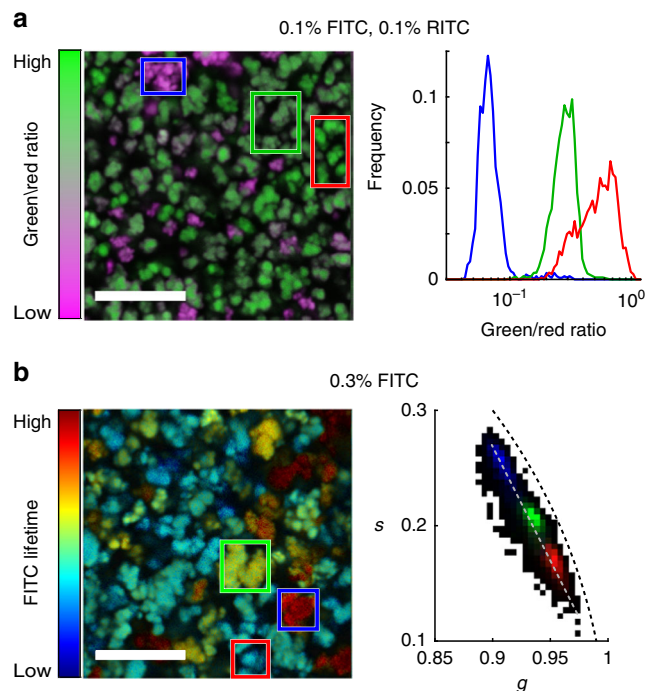 a
0.1% FITC, 0.1% RITC
High
Green\red ratio
Low
Frequency
0.1
0.05
0
10⁻¹
10⁰
Green/red ratio
b
0.3% FITC
High
FITC lifetime
Low
s
0.3
0.2
0.1
0.85
0.9
0.95
1
g